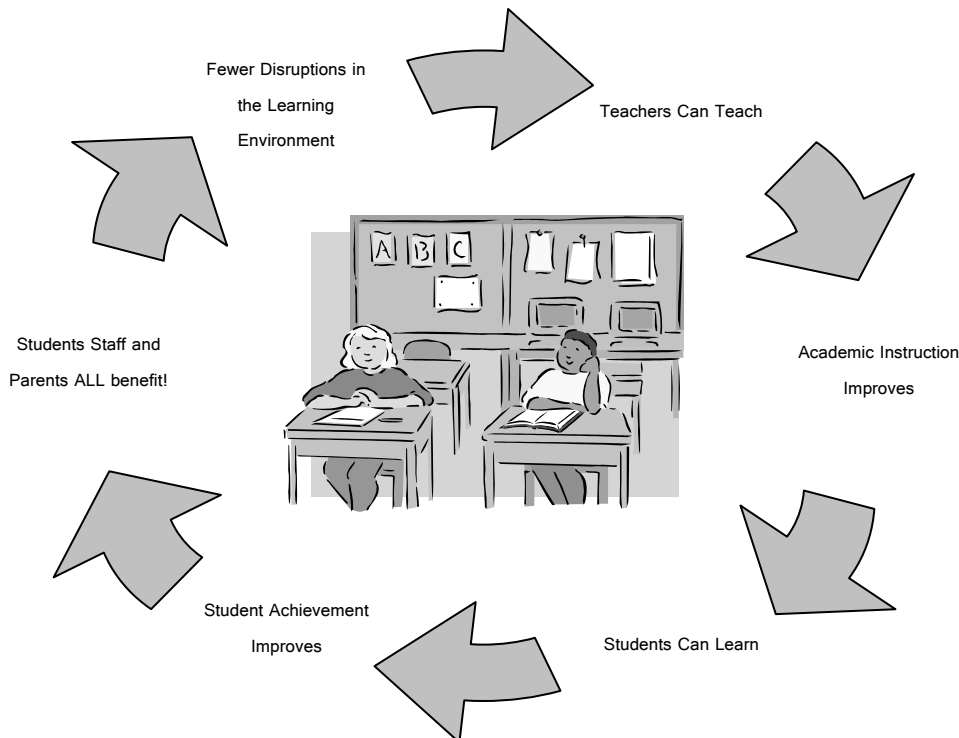 Fewer Disruptions in
the Learning
Environment
Teachers Can Teach
A B C
Students Staff and
Parents ALL benefit!
Academic Instruction
Improves
Student Achievement
Improves
Students Can Learn